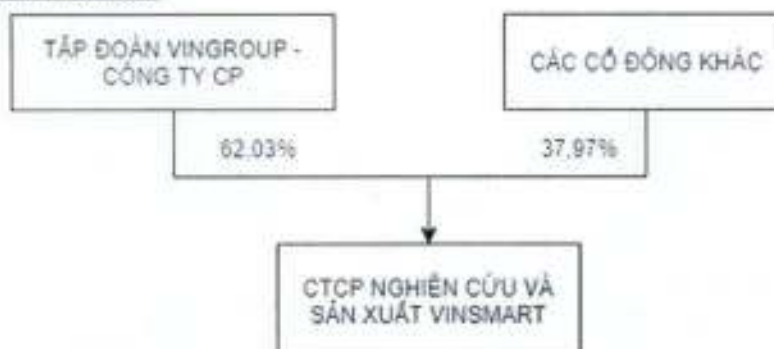 TẬP ĐOÀN VINGROUP -
CÔNG TY CP
CÁC CỔ ĐÔNG KHÁC
62.03%
37,97%
CTCP NGHIÊN CỨU VÀ
SẢN XUẤT VINSMART